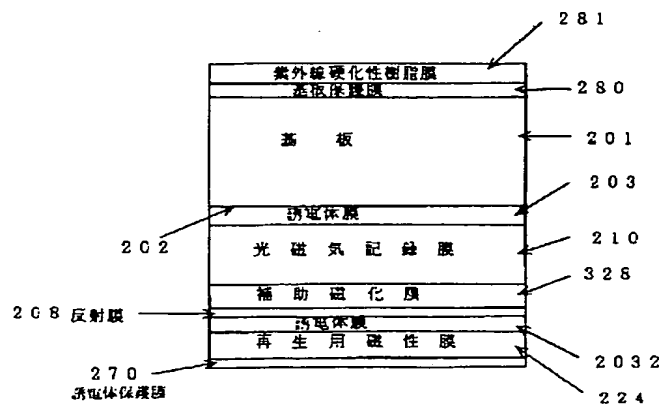 281
紫外線硬化性樹脂膜
基板保護膜
280
基 板
201
203
誘電体膜
202
光 磁 気 記 録 膜
210
328
補 助 磁 化 膜
208 反射膜
誘電体膜
2032
再 生 用 磁 性 膜
270
誘電体保護膜
224